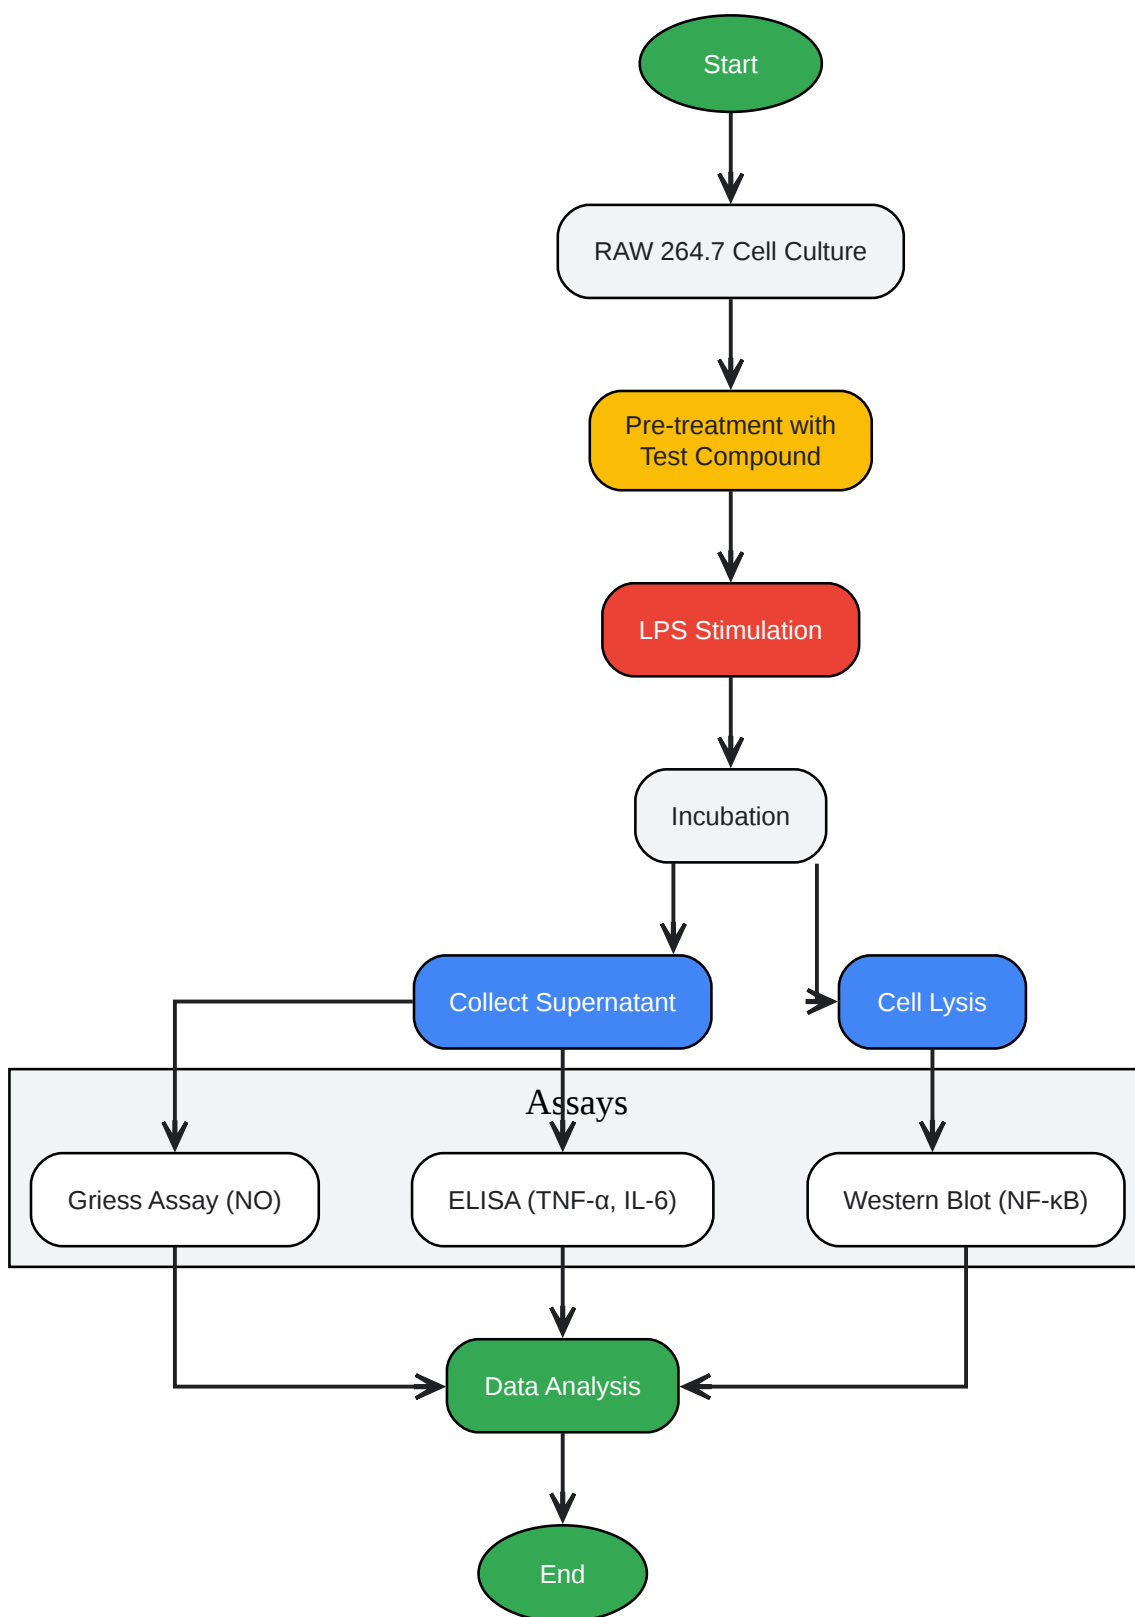 Start
RAW 264.7 Cell Culture
Pre-treatment with
Test Compound
LPS Stimulation
Incubation
Collect Supernatant
Cell Lysis
Assays
Griess Assay (NO)
ELISA (TNF-α, IL-6)
Western Blot (NF-κB)
Data Analysis
End